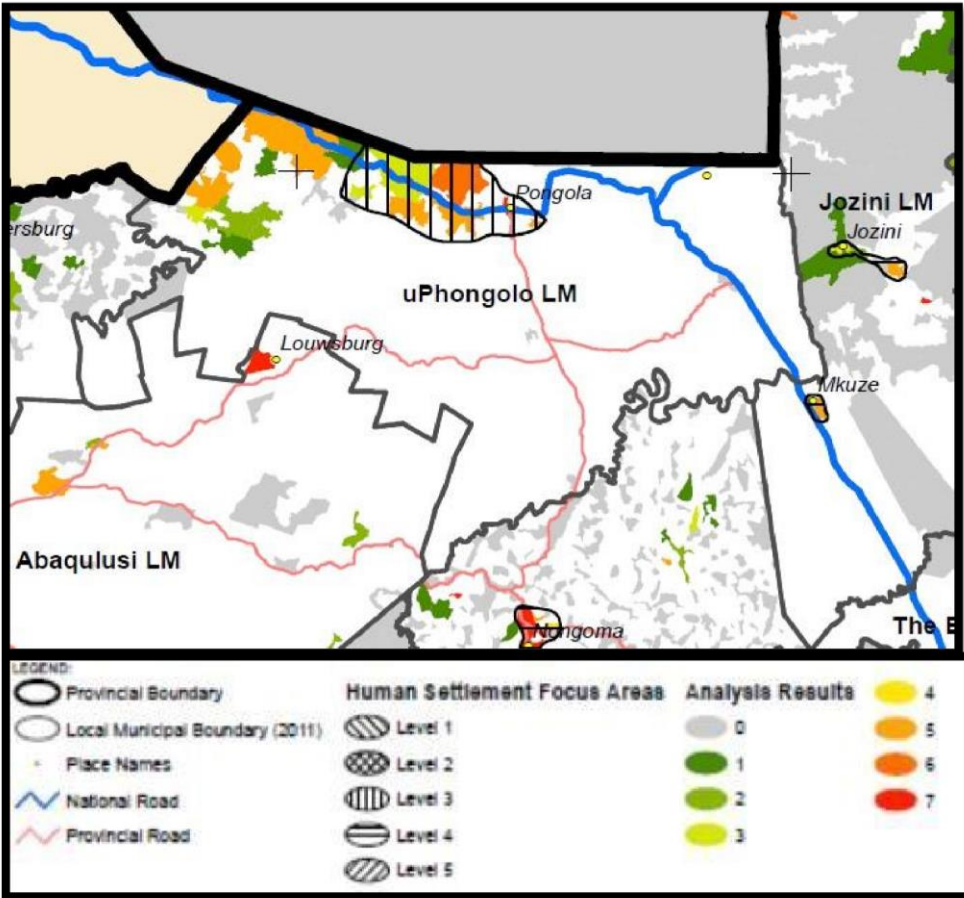 Pongola
Jozini LM
Jozini
ersburg
uPhongolo LM
Louwsburg
Mkuze
Abaqulusi LM
Nongoma
The E
LEGEND:
Provincial Boundary
Local Municipal Boundary (2011)
Place Names
National Road
Provincial Road
Human Settlement Focus Areas
Level 1
Level 2
Level 3
Level 4
Level 5
Analysis Results
0
1
2
3
4
5
6
7